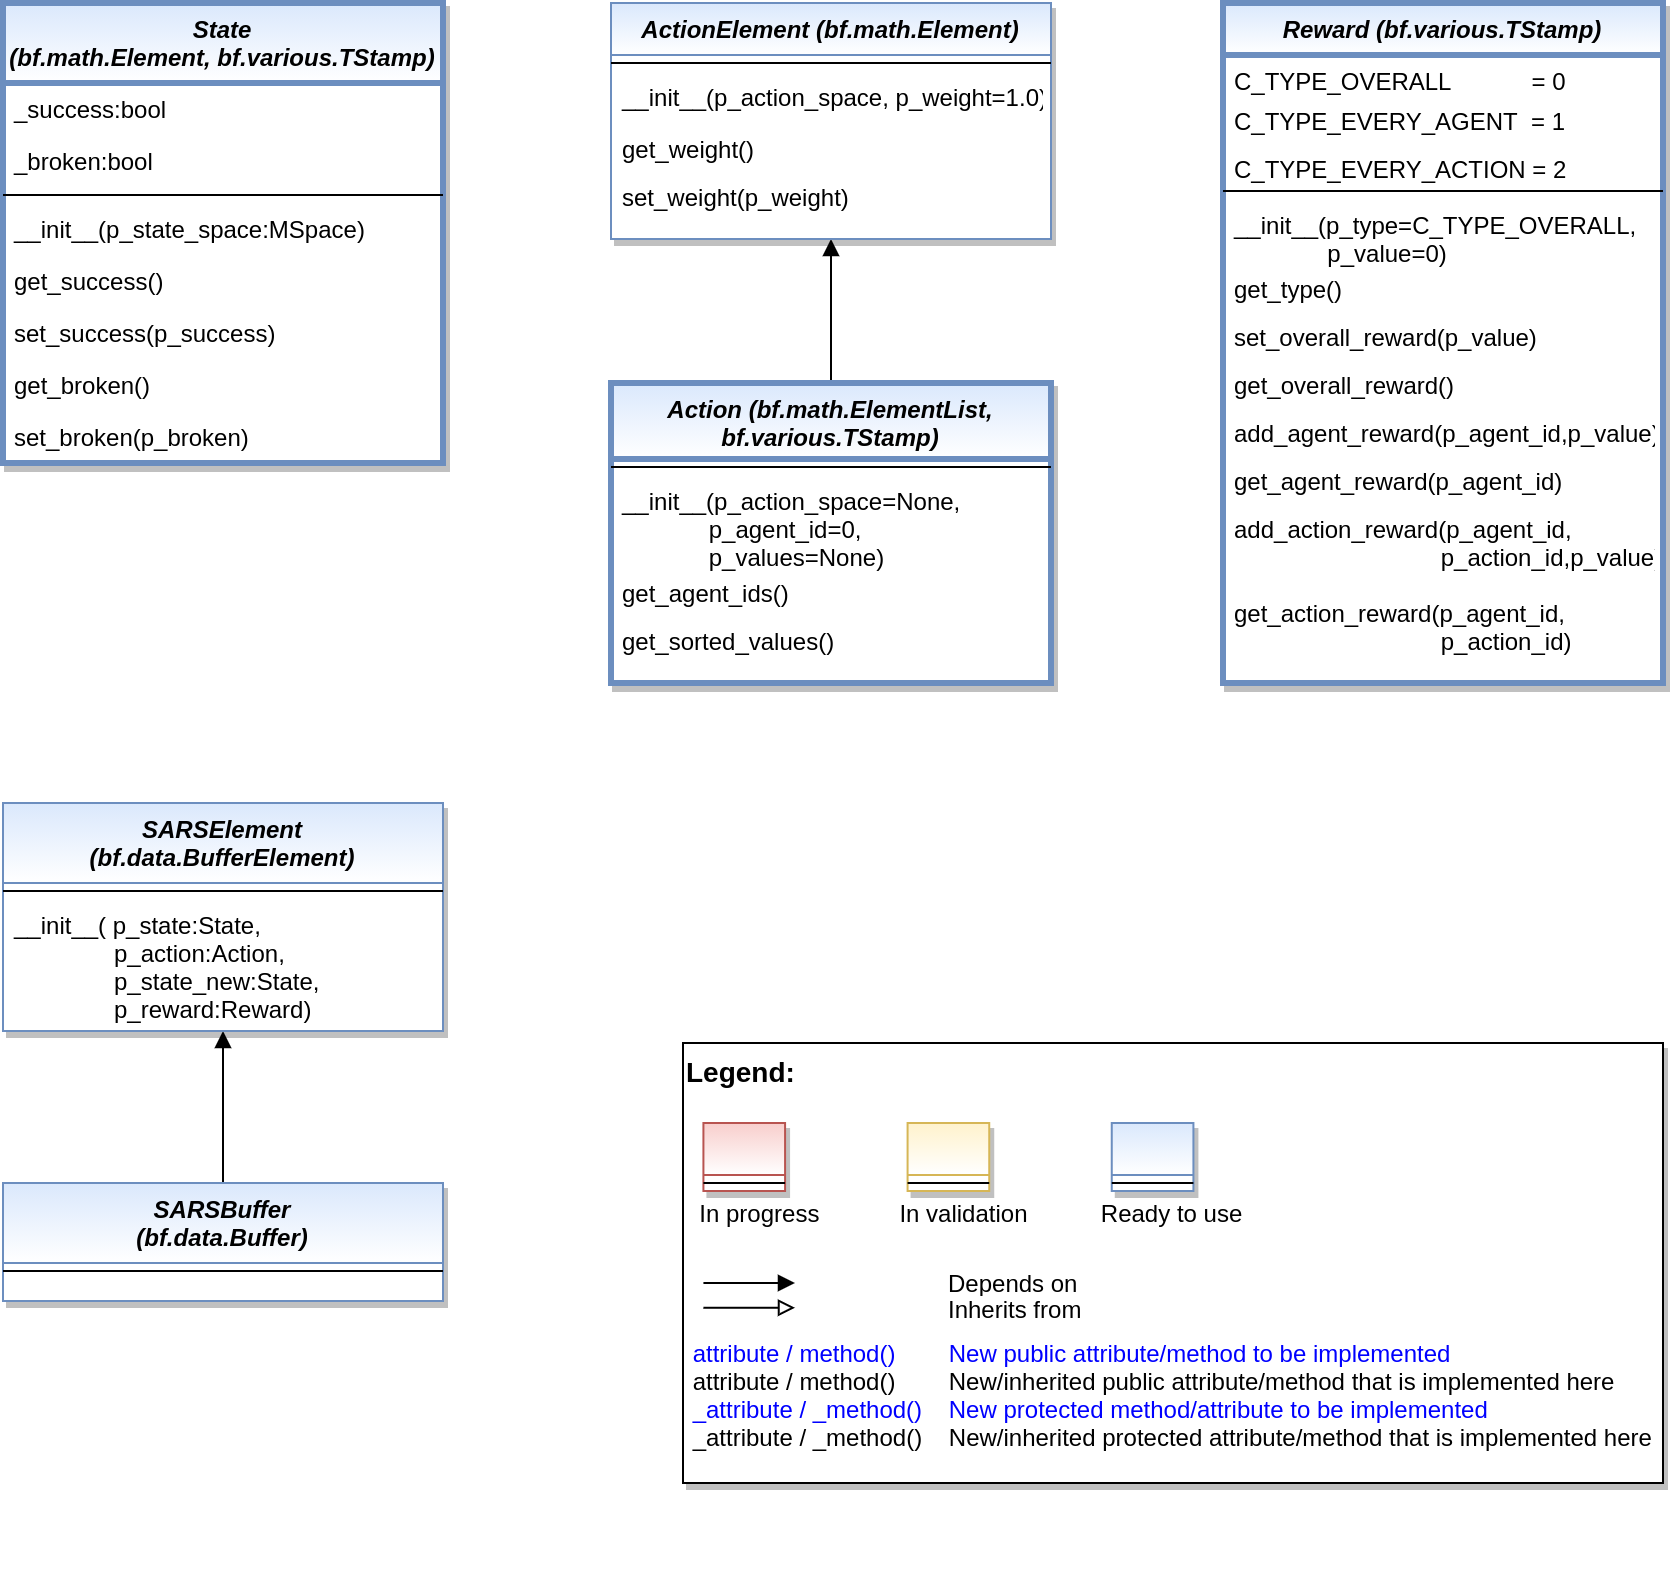 State
(bf.math.Element, bf.various.TStamp)
_success:bool
_broken:bool
__init__(p_state_space:MSpace)
get_success()
set_success(p_success)
get_broken()
set_broken(p_broken)
ActionElement (bf.math.Element)
__init__(p_action_space, p_weight=1.0)
get_weight()
set_weight(p_weight)
Action (bf.math.ElementList,
bf.various.TStamp)
__init__(p_action_space=None,
p_agent_id=0,
p_values=None)
get_agent_ids()
get_sorted_values()
Reward (bf.various.TStamp)
C_TYPE_OVERALL = 0
C_TYPE_EVERY_AGENT = 1
C_TYPE_EVERY_ACTION = 2
__init__(p_type=C_TYPE_OVERALL,
p_value=0)
get_type()
set_overall_reward(p_value)
get_overall_reward()
add_agent_reward(p_agent_id,p_value)
get_agent_reward(p_agent_id)
add_action_reward(p_agent_id,
p_action_id,p_value
get_action_reward(p_agent_id,
p_action_id)
SARSElement
(bf.data.BufferElement)
__init__( p_state:State,
p_action:Action,
p_state_new:State,
p_reward:Reward)
SARSBuffer
(bf.data.Buffer)
Legend:
In progress
In validation
Ready to use
Depends on
Inherits from
attribute / method() New public attribute/method to be implemented
attribute / method() New/inherited public attribute/method that is implemented here
_attribute / _method() New protected method/attribute to be implemented
_attribute / _method() New/inherited protected attribute/method that is implemented here